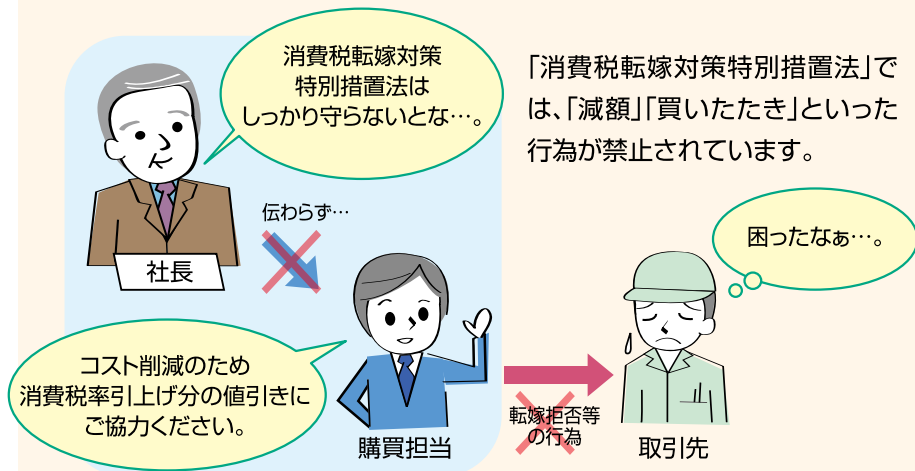 消費税転嫁対策
特別措置法は
しっかり守らないとな…。
「消費税転嫁対策特別措置法」で
は、「減額」「買いたたき」といった
行為が禁止されています。
社長
伝わらず…
困ったなぁ…。
コスト削減のため
消費税率引上げ分の値引きに
ご協力ください。
購買担当
転嫁拒否等
の行為
取引先